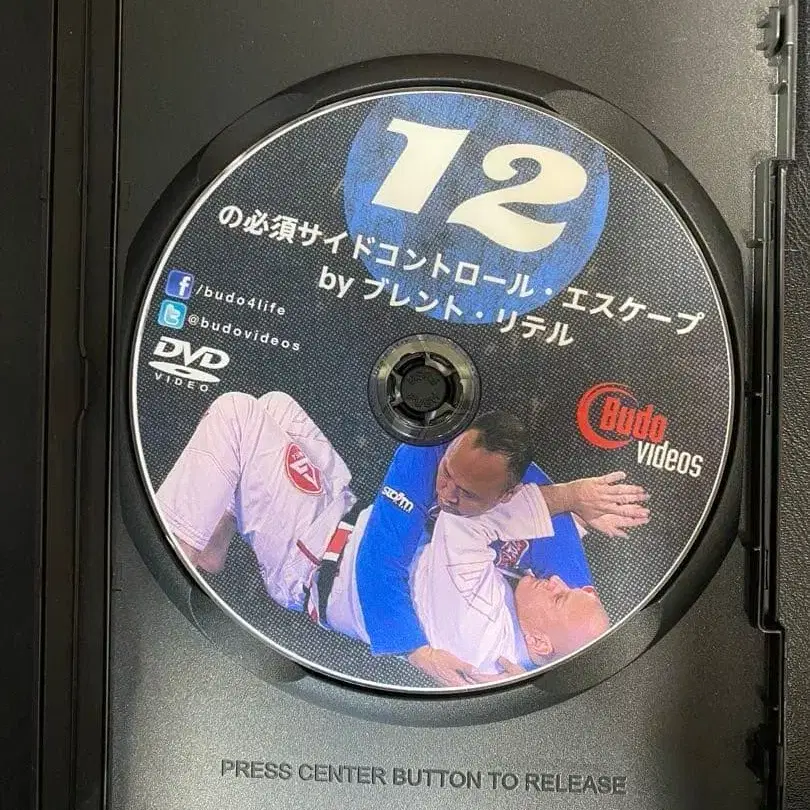 12
の必須サイドコントロール・エスケープ
by ブレント・リテル
/budo4life
@budovideos
DVD
VIDEO
Budo
videos
STORM
PRESS CENTER BUTTON TO RELEASE